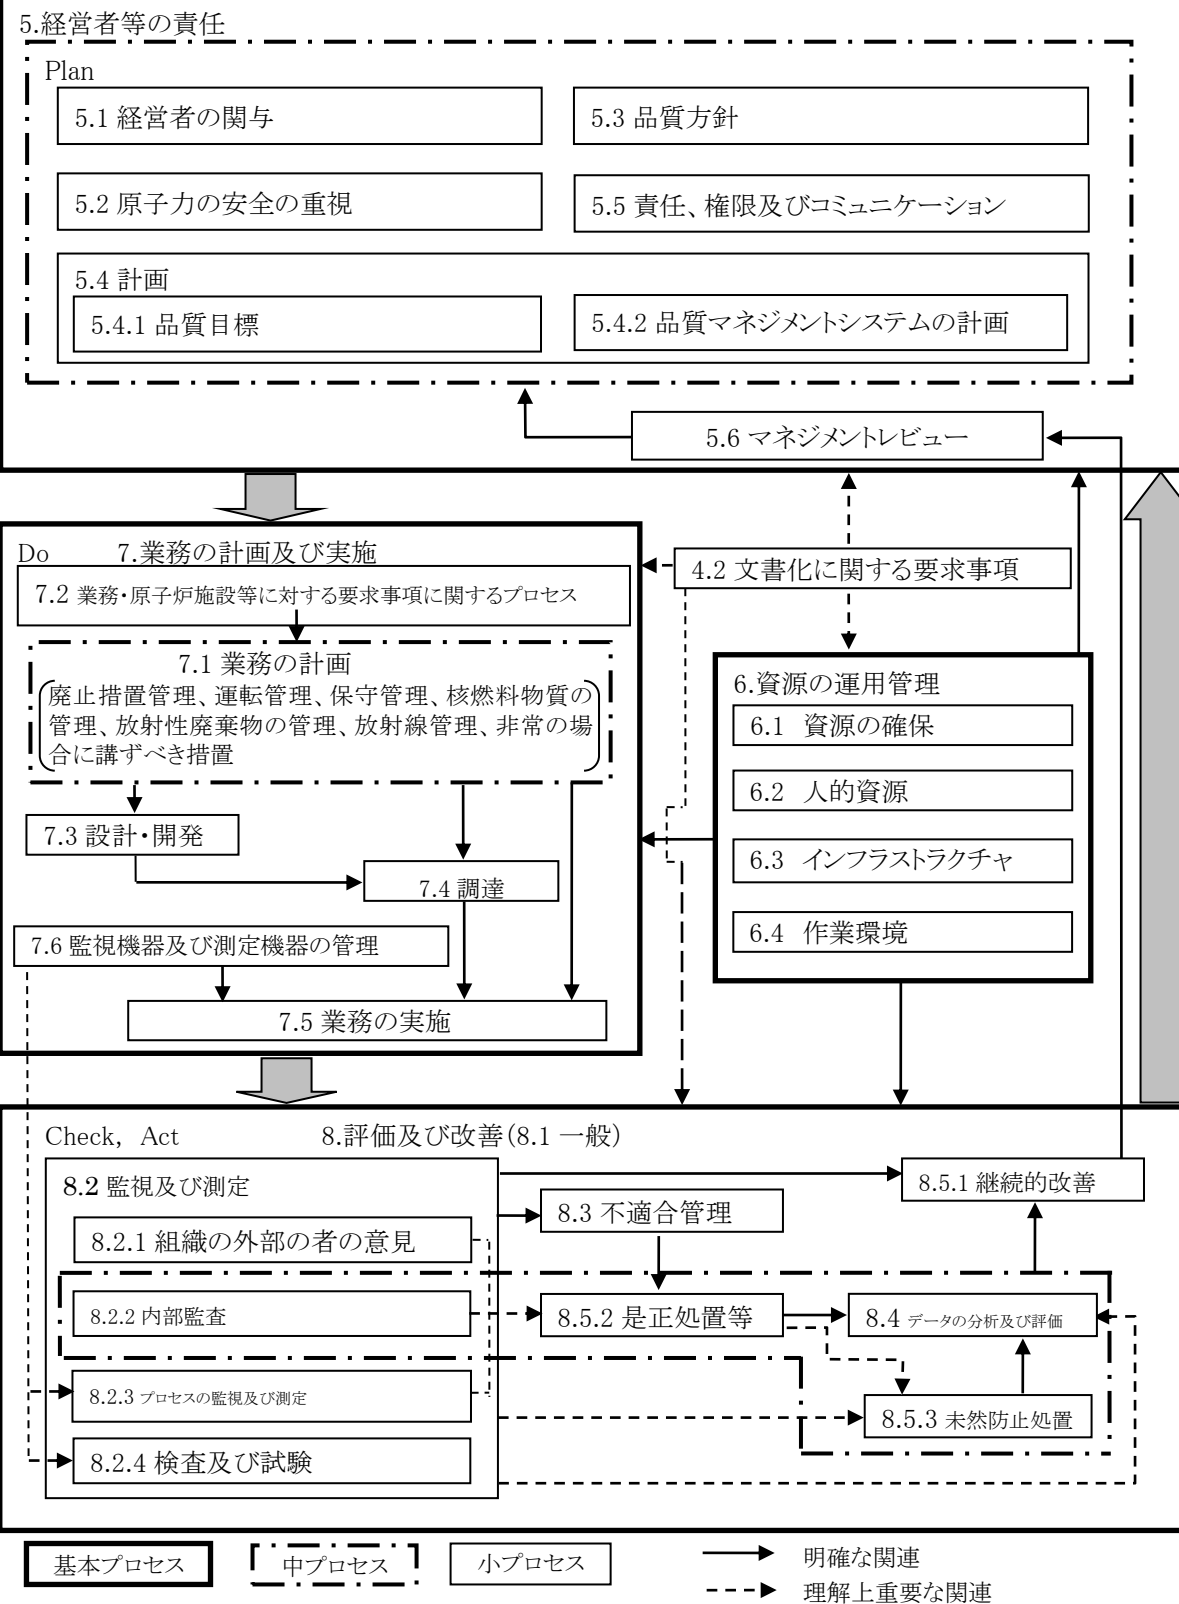 5.経営者等の責任
Plan
5.1 経営者の関与
5.3 品質方針
5.2 原子力の安全の重視
5.5 責任、権限及びコミュニケーション
5.4 計画
5.4.1 品質目標
5.4.2 品質マネジメントシステムの計画
5.6 マネジメントレビュー
Do 7.業務の計画及び実施
4.2 文書化に関する要求事項
7.2 業務・原子炉施設等に対する要求事項に関するプロセス
7.1 業務の計画
廃止措置管理、運転管理、保守管理、核燃料物質の
管理、放射性廃棄物の管理、放射線管理、非常の場
合に講ずべき措置
6.資源の運用管理
6.1 資源の確保
6.2 人的資源
6.3 インフラストラクチャ
6.4 作業環境
7.3 設計・開発
7.4 調達
7.6 監視機器及び測定機器の管理
7.5 業務の実施
Check, Act 8.評価及び改善(8.1 一般)
8.2 監視及び測定
8.5.1 継続的改善
8.3 不適合管理
8.2.1 組織の外部の者の意見
8.2.2 内部監査
8.5.2 是正処置等
8.4 データの分析及び評価
8.2.3 プロセスの監視及び測定
8.5.3 未然防止処置
8.2.4 検査及び試験
基本プロセス
中プロセス
小プロセス
明確な関連
理解上重要な関連